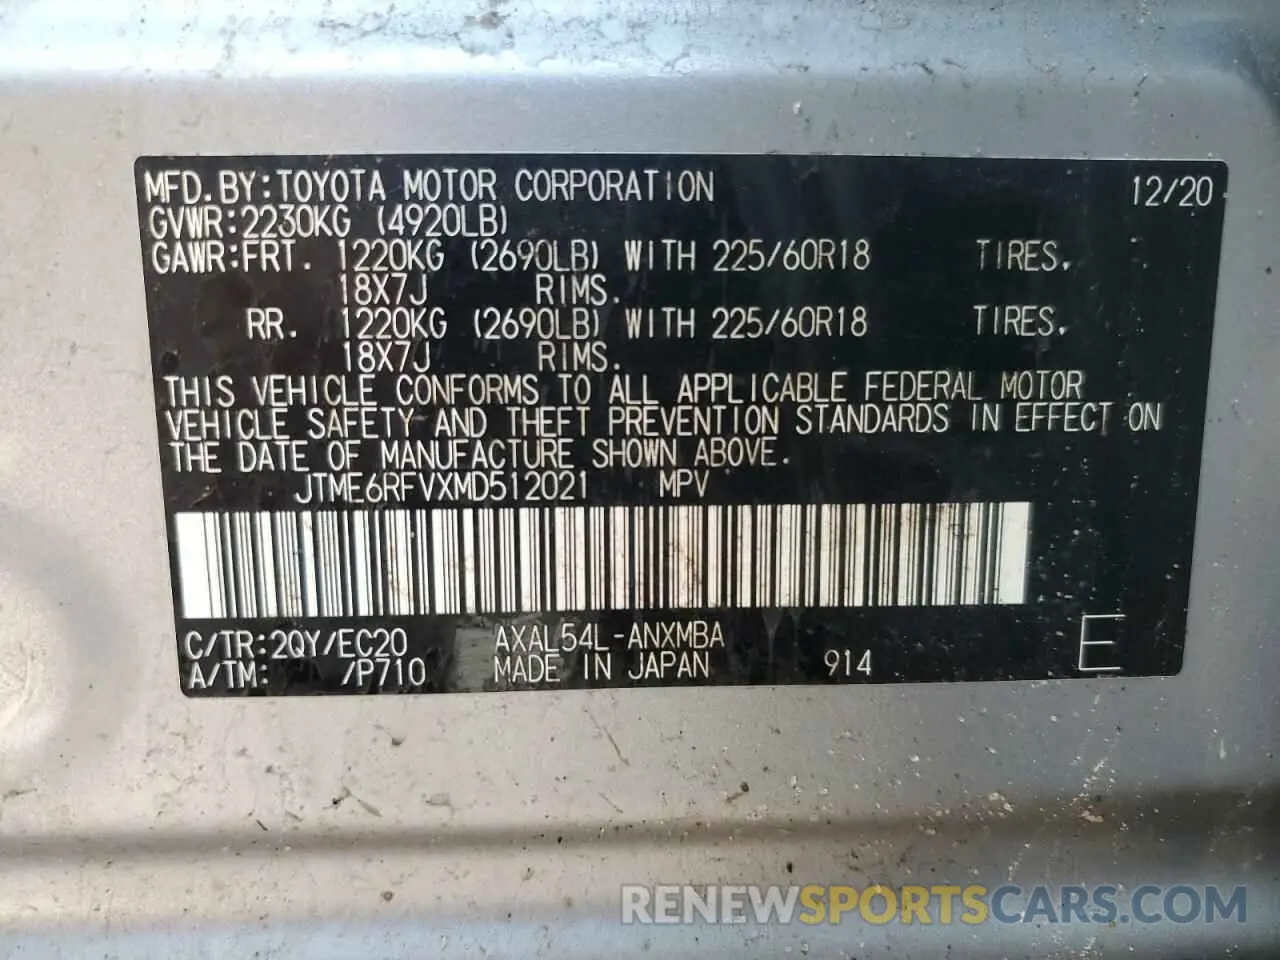 MFD.BY:TOYOTA MOTOR CORPORATION 12/20
GVWR:2230KG (4920LB)
GAWR:FRT. 1220KG (2690LB) WITH 225/60R18 TIRES.
18X7J RIMS.
RR. 1220KG (2690LB) WITH 225/60R18 TIRES.
18X7J RIMS.
THIS VEHICLE CONFORMS TO ALL APPLICABLE FEDERAL MOTOR
VEHICLE SAFETY AND THEFT PREVENTION STANDARDS IN EFFECT ON
THE DATE OF MANUFACTURE SHOWN ABOVE.
JTME6RFVXMD512021 MPV
C/TR:2QY/EC20 AXAL54L-ANXMBA
A/TM: /P710 MADE IN JAPAN 914 E
RENEWSPORTSCARS.COM